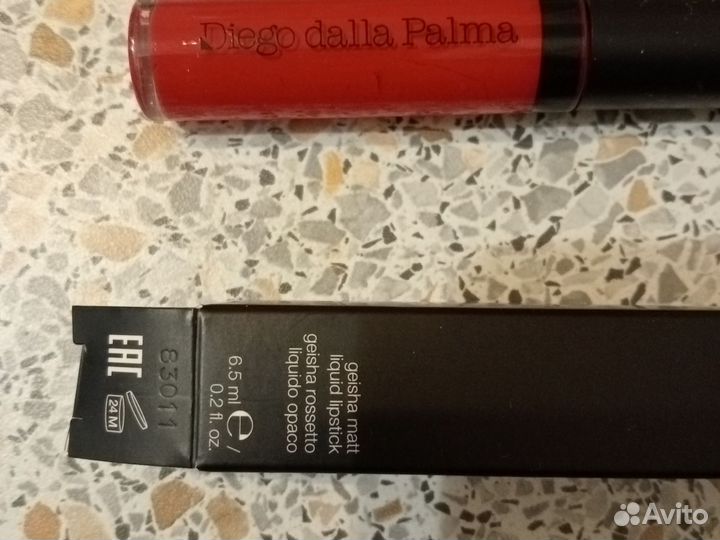 Diego dalla Palma
geisha matt
liquid lipstick
geisha rossetto
liquido opaco
6.5 ml e /
0.2 fl. oz.
83011
EAC
24M
Avito